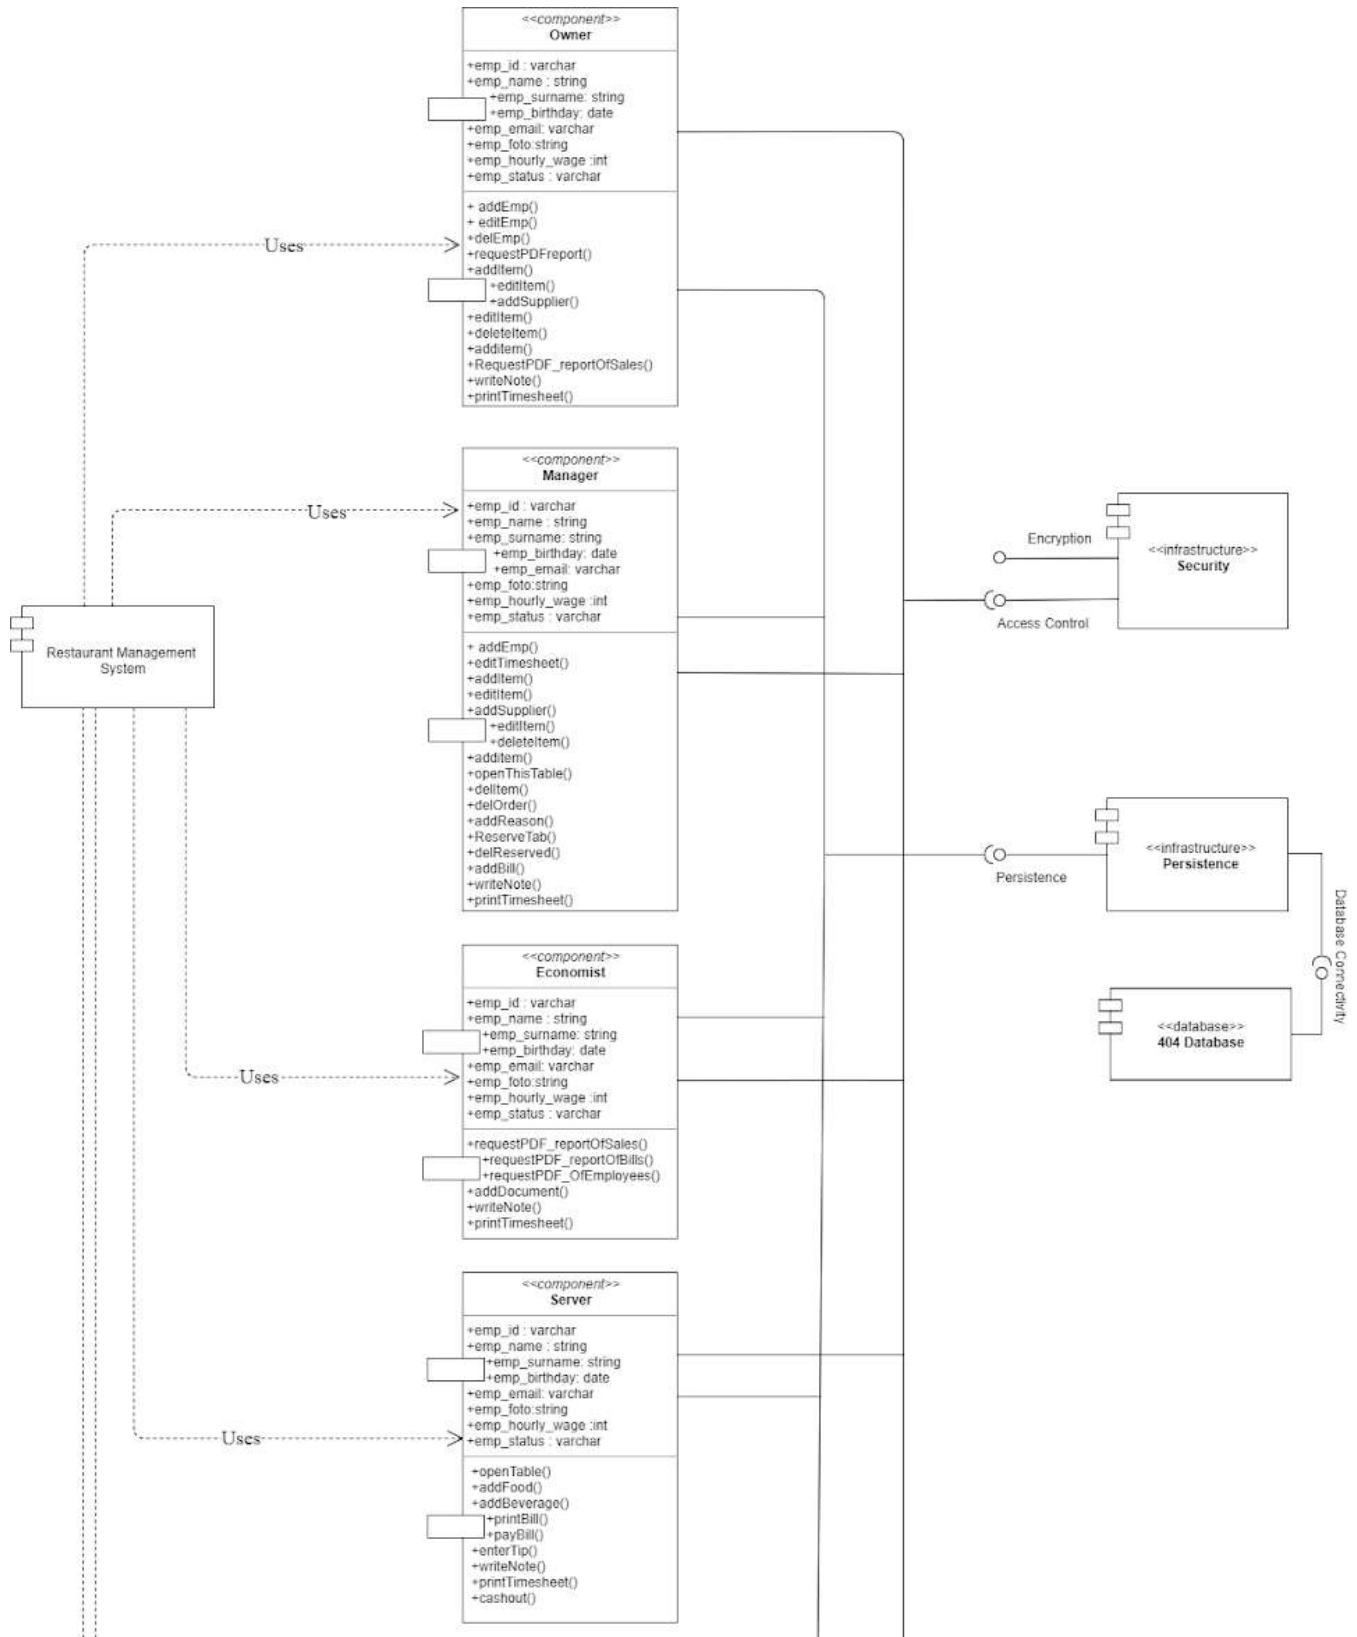 <<component>>
Owner
+emp_id : varchar
+emp_name : string
+emp_surname: string
+emp_birthday: date
+emp_email: varchar
+emp_foto:string
+emp_hourly_wage :int
+emp_status : varchar
+ addEmp()
+ editEmp()
+delEmp()
+requestPDFreport()
+addItem()
+editItem()
+addSupplier()
+editItem()
+deleteItem()
+addItem()
+RequestPDF_reportOfSales()
+writeNote()
+printTimesheet()
Uses
<<component>>
Manager
+emp_id : varchar
+emp_name : string
+emp_surname: string
+emp_birthday: date
+emp_email: varchar
+emp_foto:string
+emp_hourly_wage :int
+emp_status : varchar
+ addEmp()
+editTimesheet()
+addItem()
+editItem()
+addSupplier()
+editItem()
+deleteItem()
+addItem()
+openThisTable()
+delItem()
+delOrder()
+addReason()
+ReserveTab()
+delReserved()
+addBill()
+writeNote()
+printTimesheet()
Uses
Restaurant Management
System
Encryption
Access Control
<<infrastructure>>
Security
Persistence
<<infrastructure>>
Persistence
Database Connectivity
<<database>>
404 Database
<<component>>
Economist
+emp_id : varchar
+emp_name : string
+emp_surname: string
+emp_birthday: date
+emp_email: varchar
+emp_foto:string
+emp_hourly_wage :int
+emp_status : varchar
+requestPDF_reportOfSales()
+requestPDF_reportOfBills()
+requestPDF_OfEmployees()
+addDocument()
+writeNote()
+printTimesheet()
Uses
<<component>>
Server
+emp_id : varchar
+emp_name : string
+emp_surname: string
+emp_birthday: date
+emp_email: varchar
+emp_foto:string
+emp_hourly_wage :int
+emp_status : varchar
+openTable()
+addFood()
+addBeverage()
+printBill()
+payBill()
+enterTip()
+writeNote()
+printTimesheet()
+cashout()
Uses